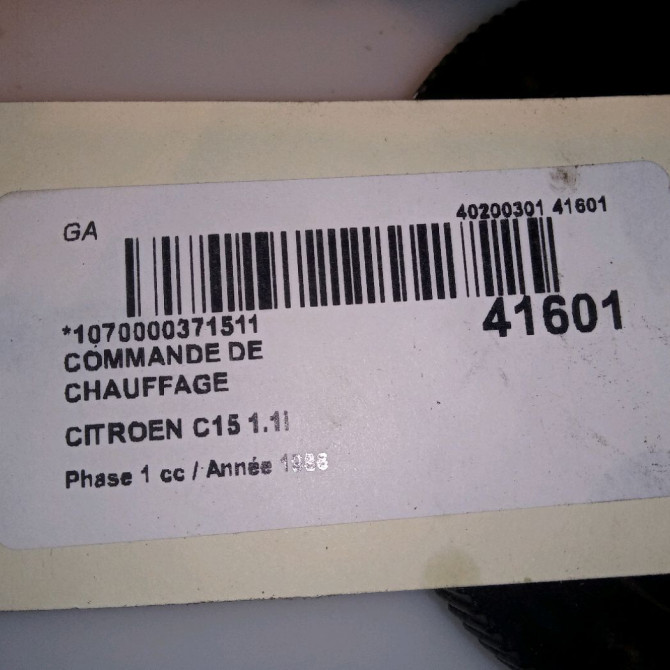 GA
40200301 41601
*1070000371511
41601
COMMANDE DE
CHAUFFAGE
CITROEN C15 1.1i
Phase 1 cc / Année